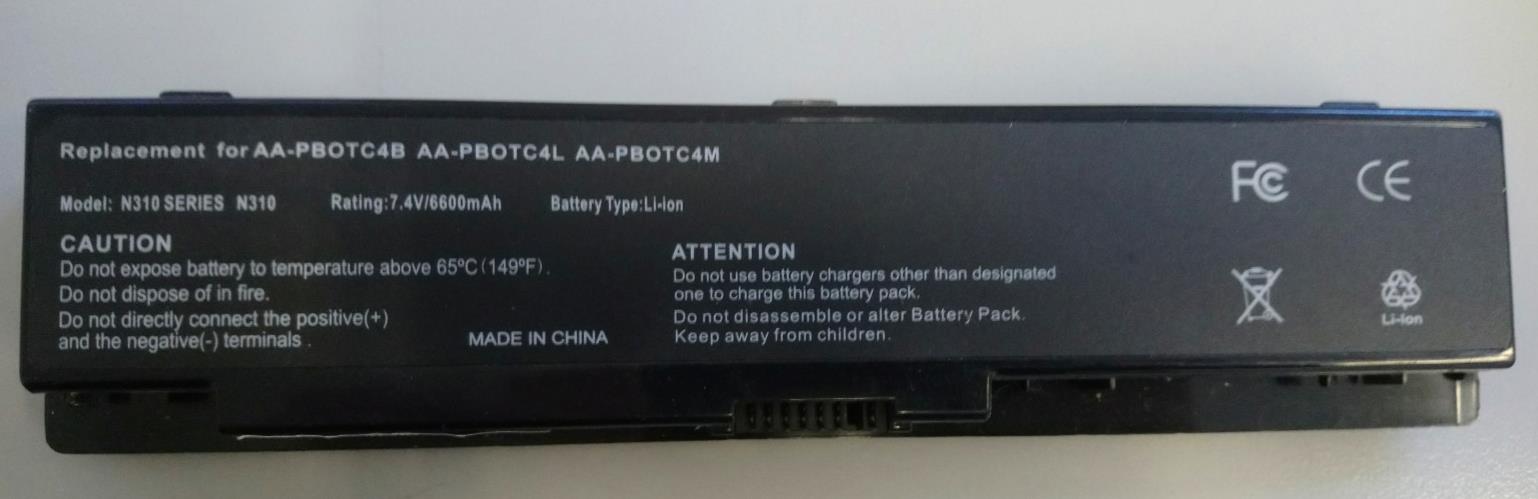 Replacement for AA-PBOTC4B AA-PBOTC4L AA-PBOTC4M
Model: N310 SERIES N310 Rating:7.4V/6600mAh Battery Type:Li-ion
CAUTION
Do not expose battery to temperature above 65ºC(149ºF).
Do not dispose of in fire.
Do not directly connect the positive(+)
and the negative(-) terminals .
MADE IN CHINA
ATTENTION
Do not use battery chargers other than designated
one to charge this battery pack.
Do not disassemble or alter Battery Pack.
Keep away from children.
FC CE
Li-ion